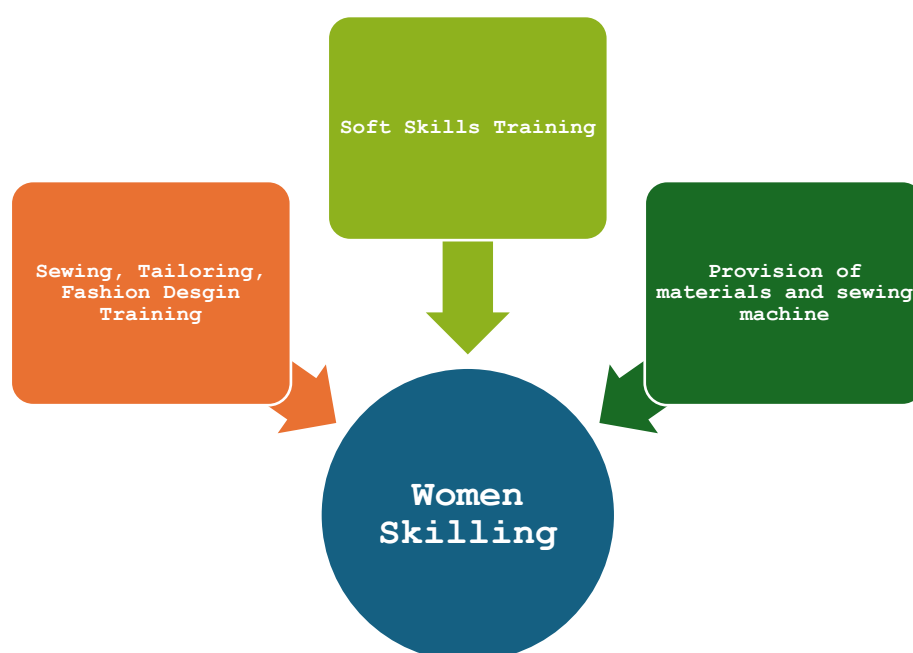 Soft Skills Training
Sewing, Tailoring,
Fashion Desgin
Training
Provision of
materials and sewing
machine
Women
Skilling